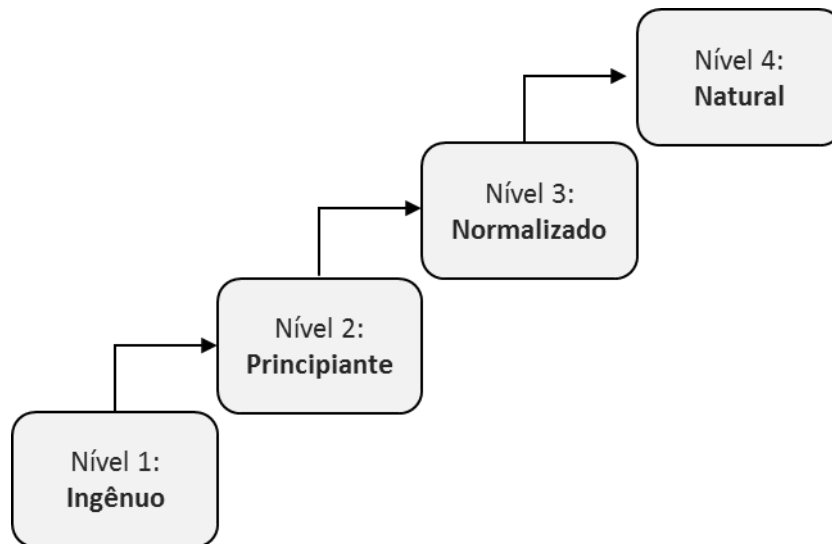 Nível 4:
Natural
Nível 3:
Normalizado
Nível 2:
Principiante
Nível 1:
Ingênuo